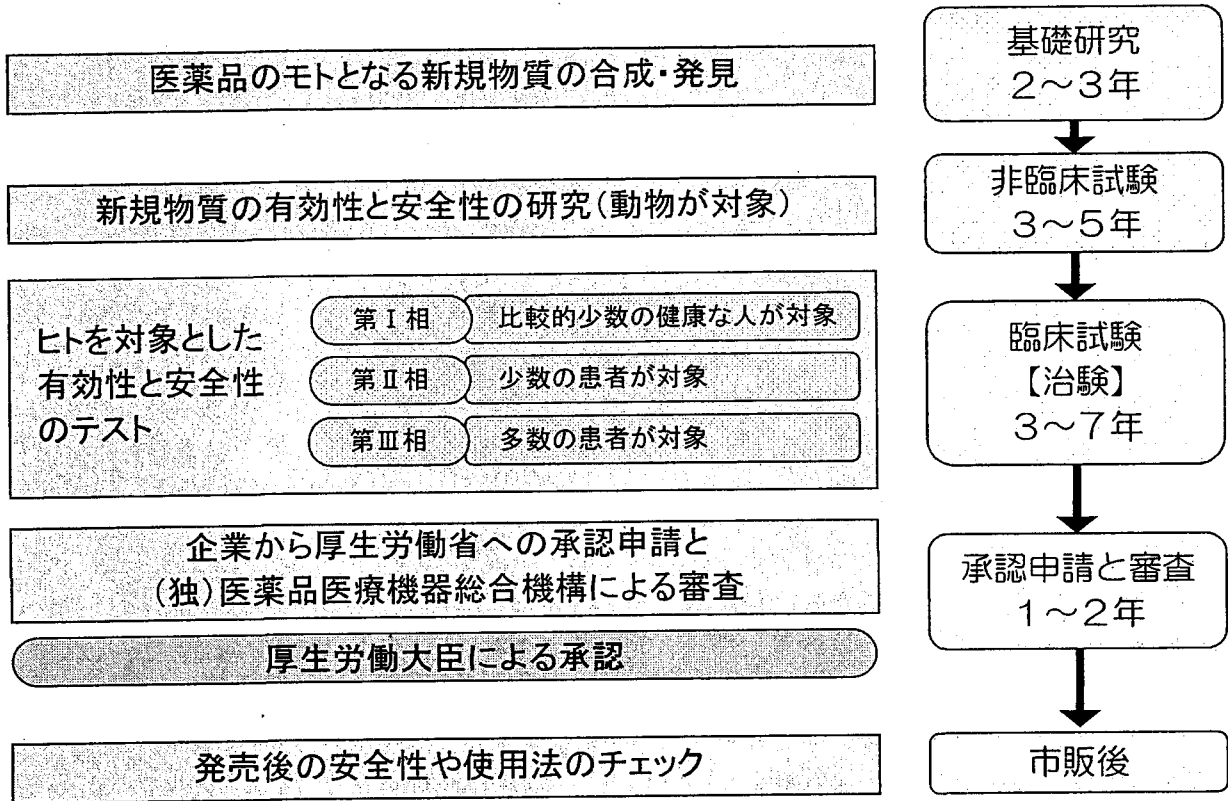 医薬品のモトとなる新規物質の合成・発見
基礎研究
2～3年
新規物質の有効性と安全性の研究(動物が対象)
非臨床試験
3～5年
ヒトを対象とした
有効性と安全性
のテスト
第Ⅰ相 比較的少数の健康な人が対象
第Ⅱ相 少数の患者が対象
第Ⅲ相 多数の患者が対象
臨床試験
【治験】
3～7年
企業から厚生労働省への承認申請と
(独)医薬品医療機器総合機構による審査
承認申請と審査
1～2年
厚生労働大臣による承認
発売後の安全性や使用法のチェック
市販後